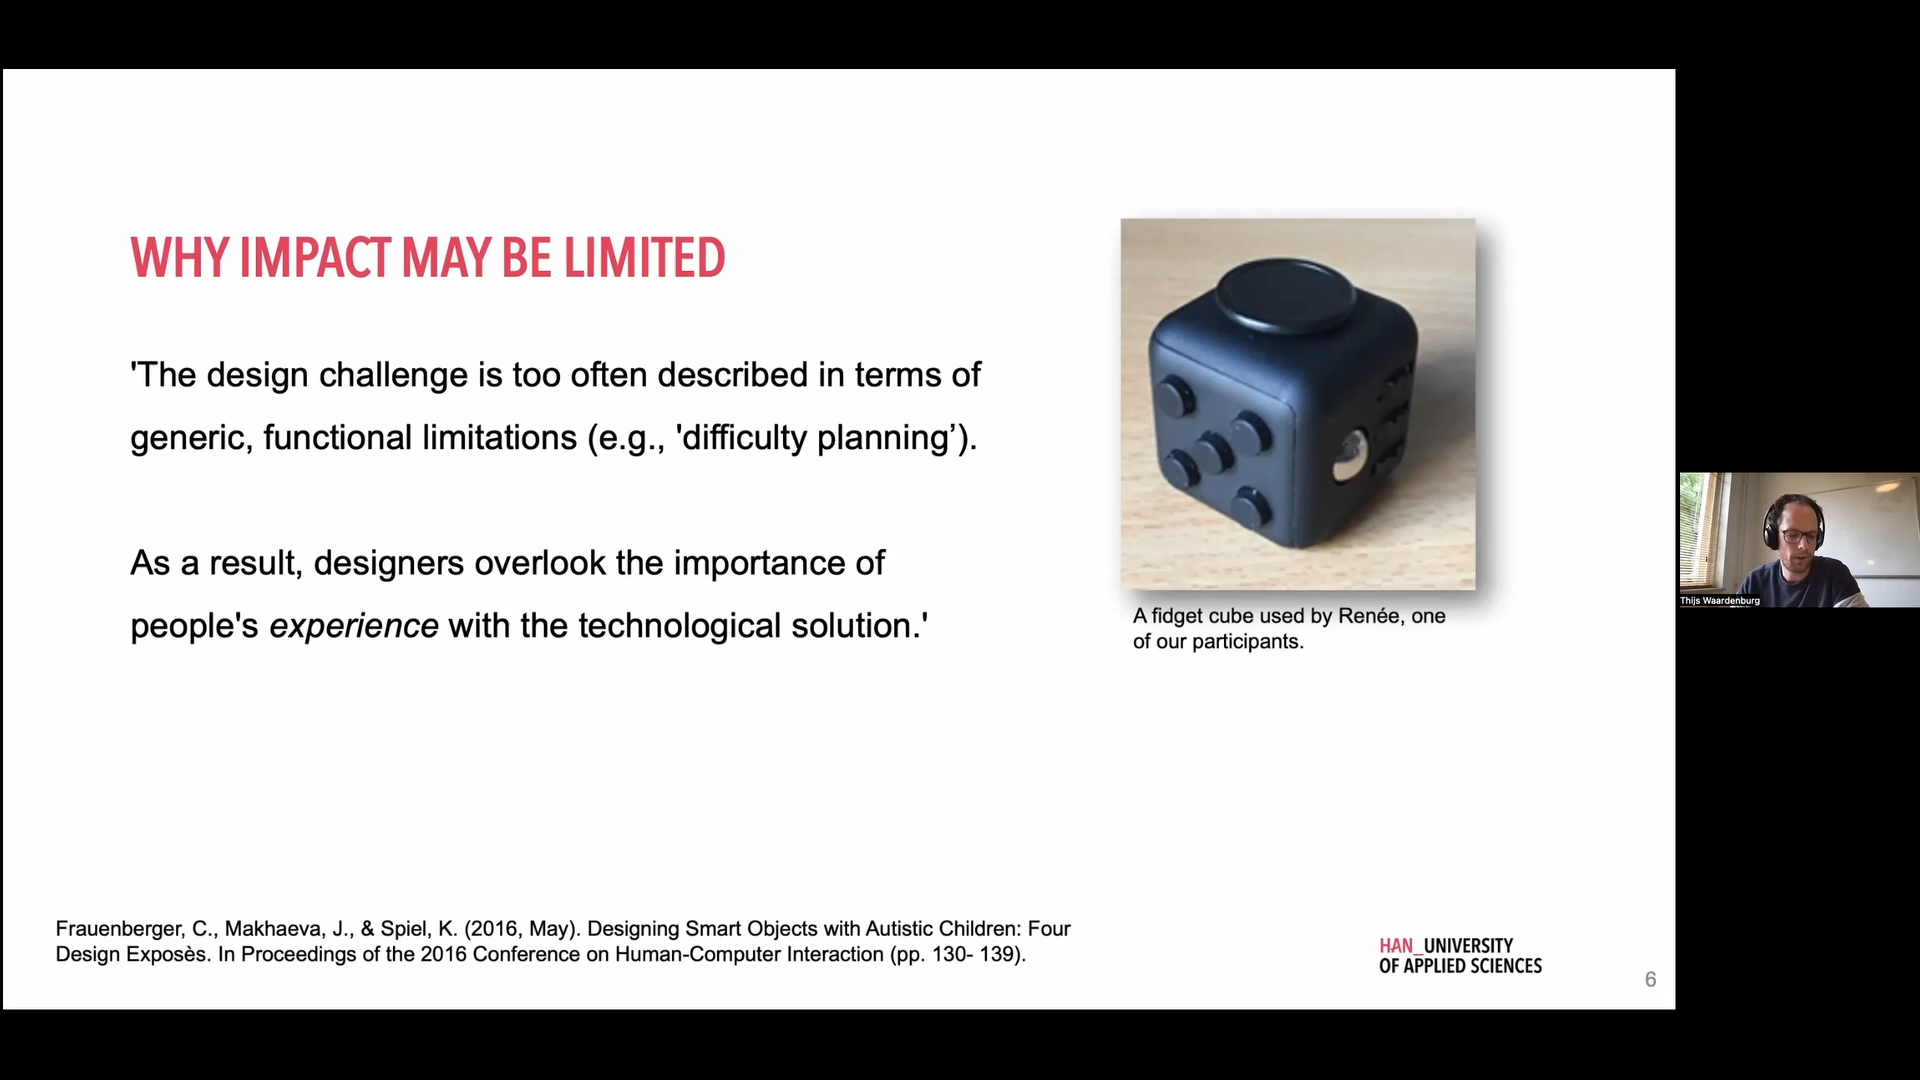 WHY IMPACT MAY BE LIMITED
'The design challenge is too often described in terms of
generic, functional limitations (e.g., 'difficulty planning’).
As a result, designers overlook the importance of
people's experience with the technological solution.'
A fidget cube used by Renée, one
of our participants.
Thijs Waardenburg
Frauenberger, C., Makhaeva, J., & Spiel, K. (2016, May). Designing Smart Objects with Autistic Children: Four
Design Exposès. In Proceedings of the 2016 Conference on Human-Computer Interaction (pp. 130- 139).
HAN_UNIVERSITY
OF APPLIED SCIENCES
6